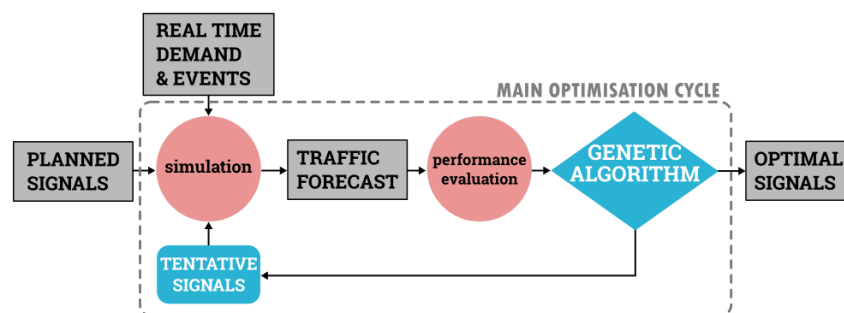 REAL TIME
DEMAND
& EVENTS
MAIN OPTIMISATION CYCLE
PLANNED
SIGNALS
simulation
TRAFFIC
FORECAST
performance
evaluation
GENETIC
ALGORITHM
OPTIMAL
SIGNALS
TENTATIVE
SIGNALS